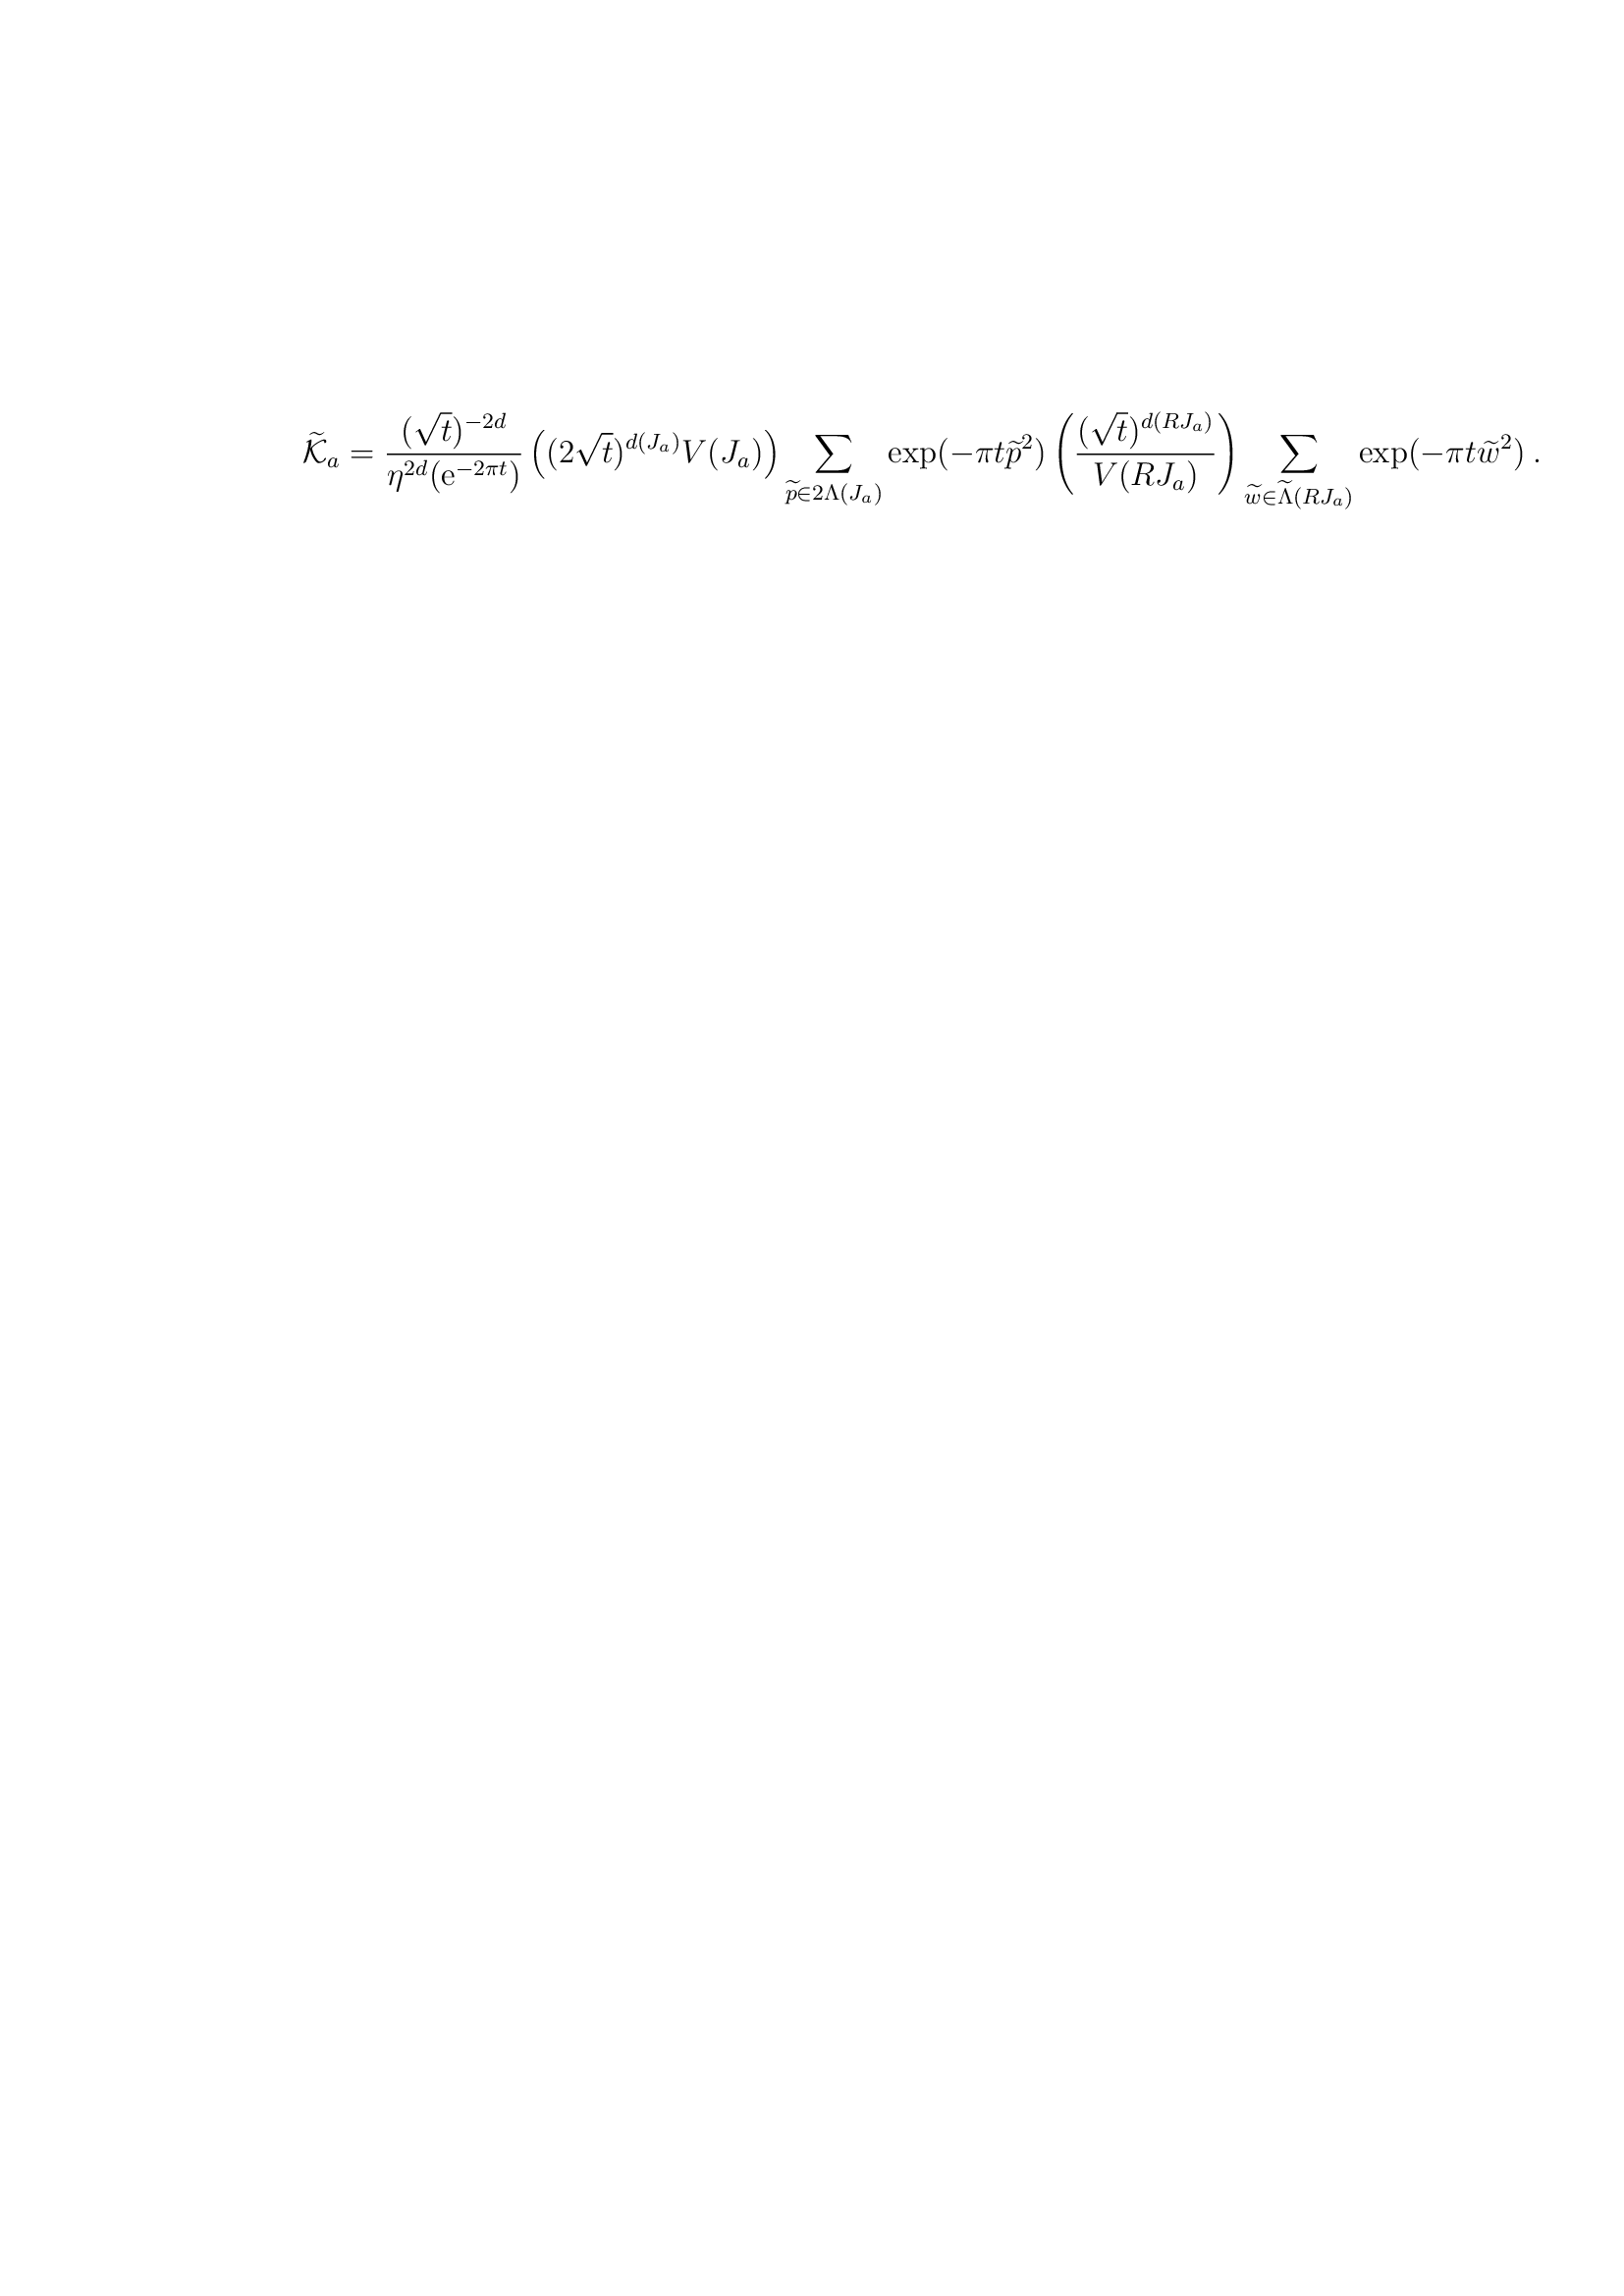 \widetilde{\mathcal{K}}_a = \frac{(\sqrt{t})^{-2d}}{\eta^{2d}(\mathrm{e}^{-2\pi t})} \left( (2\sqrt{t})^{d(J_a)} V(J_a) \right) \sum_{\widetilde{p} \in 2\Lambda(J_a)} \exp(-\pi t \widetilde{p}^2) \left( \frac{(\sqrt{t})^{d(RJ_a)}}{V(RJ_a)} \right) \sum_{\widetilde{w} \in \widetilde{\Lambda}(RJ_a)} \exp(-\pi t \widetilde{w}^2) \, .